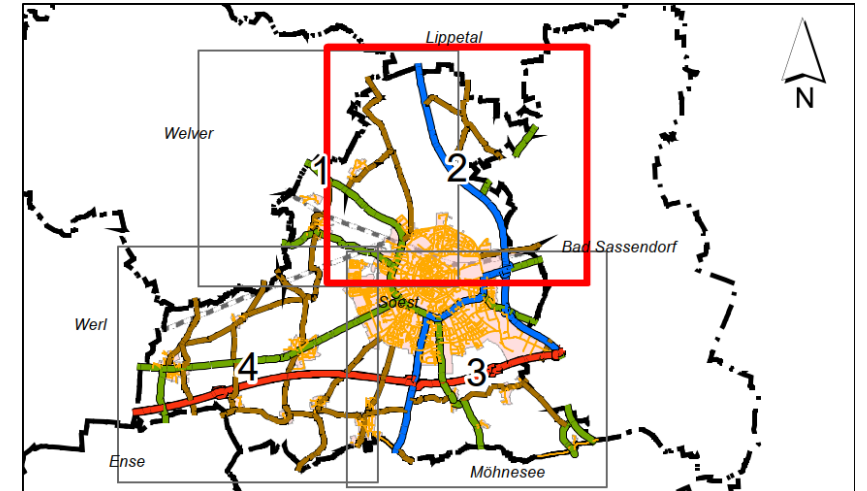 Lippetal
N
Welver
1
2
Bad Sassendorf
Soest
Werl
4
3
Ense
Möhnesee